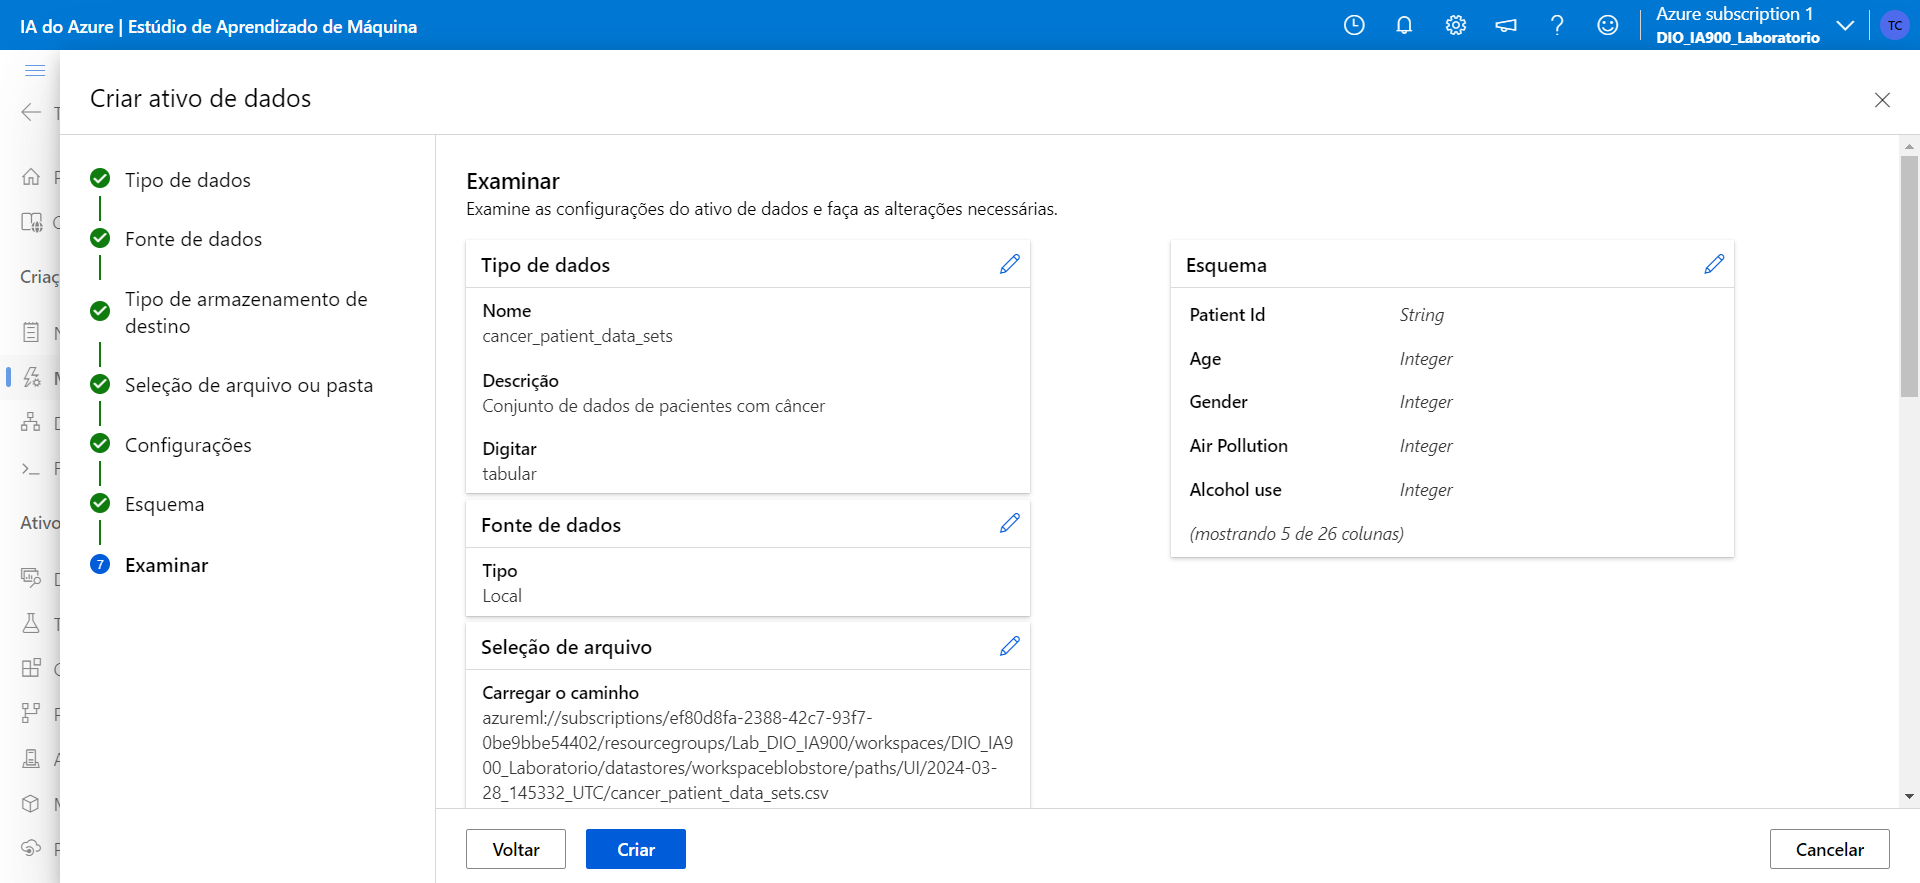 IA do Azure | Estúdio de Aprendizado de Máquina
Azure subscription 1
DIO_IA900_Laboratorio
TC
Criar ativo de dados
Criaç
Ativo
Tipo de dados
Fonte de dados
Tipo de armazenamento de
destino
Seleção de arquivo ou pasta
Configurações
Esquema
7
Examinar
Examinar
Examine as configurações do ativo de dados e faça as alterações necessárias.
Tipo de dados
Nome
cancer_patient_data_sets
Descrição
Conjunto de dados de pacientes com câncer
Digitar
tabular
Fonte de dados
Tipo
Local
Seleção de arquivo
Carregar o caminho
azureml://subscriptions/ef80d8fa-2388-42c7-93f7-
0be9bbe54402/resourcegroups/Lab_DIO_IA900/workspaces/DIO_IA9
00_Laboratorio/datastores/workspaceblobstore/paths/UI/2024-03-
28_145332_UTC/cancer_patient_data_sets.csv
Esquema
Patient Id String
Age Integer
Gender Integer
Air Pollution Integer
Alcohol use Integer
(mostrando 5 de 26 colunas)
Voltar
Criar
Cancelar